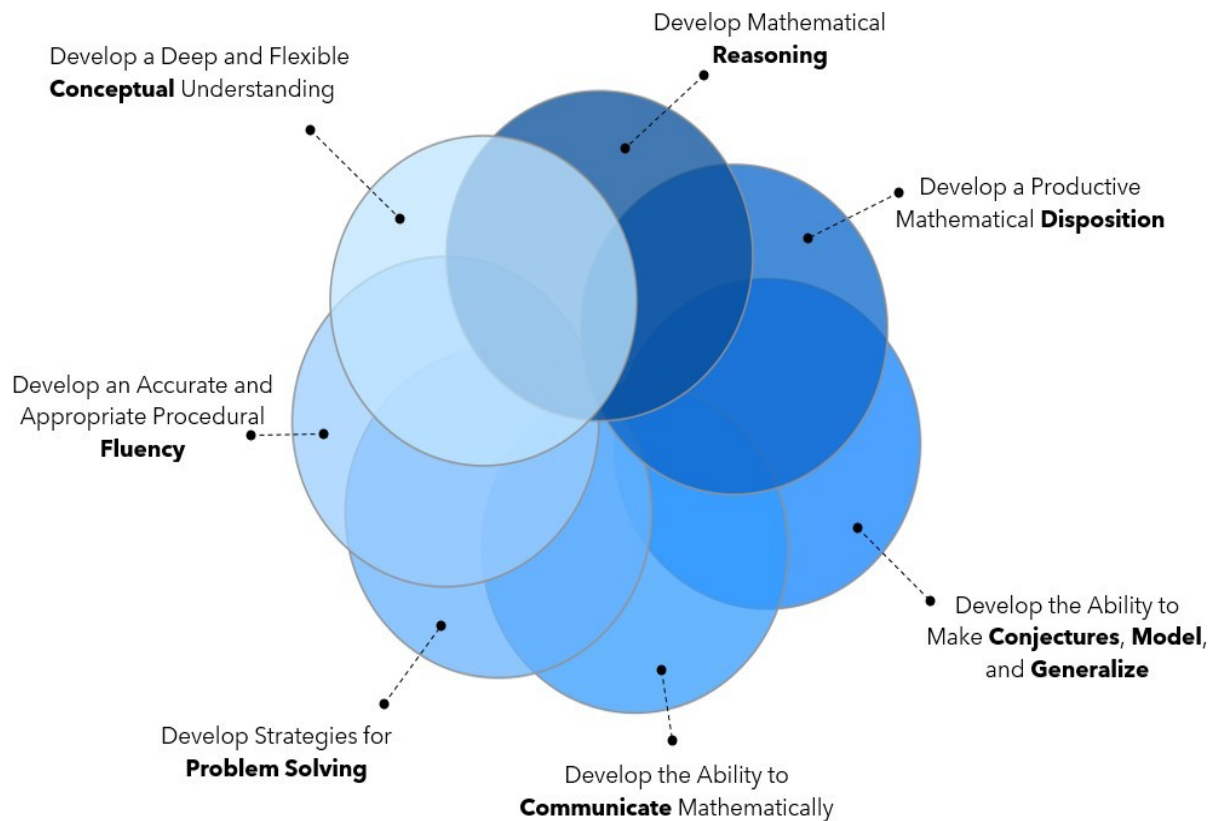 Develop Mathematical
Reasoning
Develop a Deep and Flexible
Conceptual Understanding
Develop a Productive
Mathematical Disposition
Develop an Accurate and
Appropriate Procedural
Fluency
Develop the Ability to
Make Conjectures, Model,
and Generalize
Develop Strategies for
Problem Solving
Develop the Ability to
Communicate Mathematically